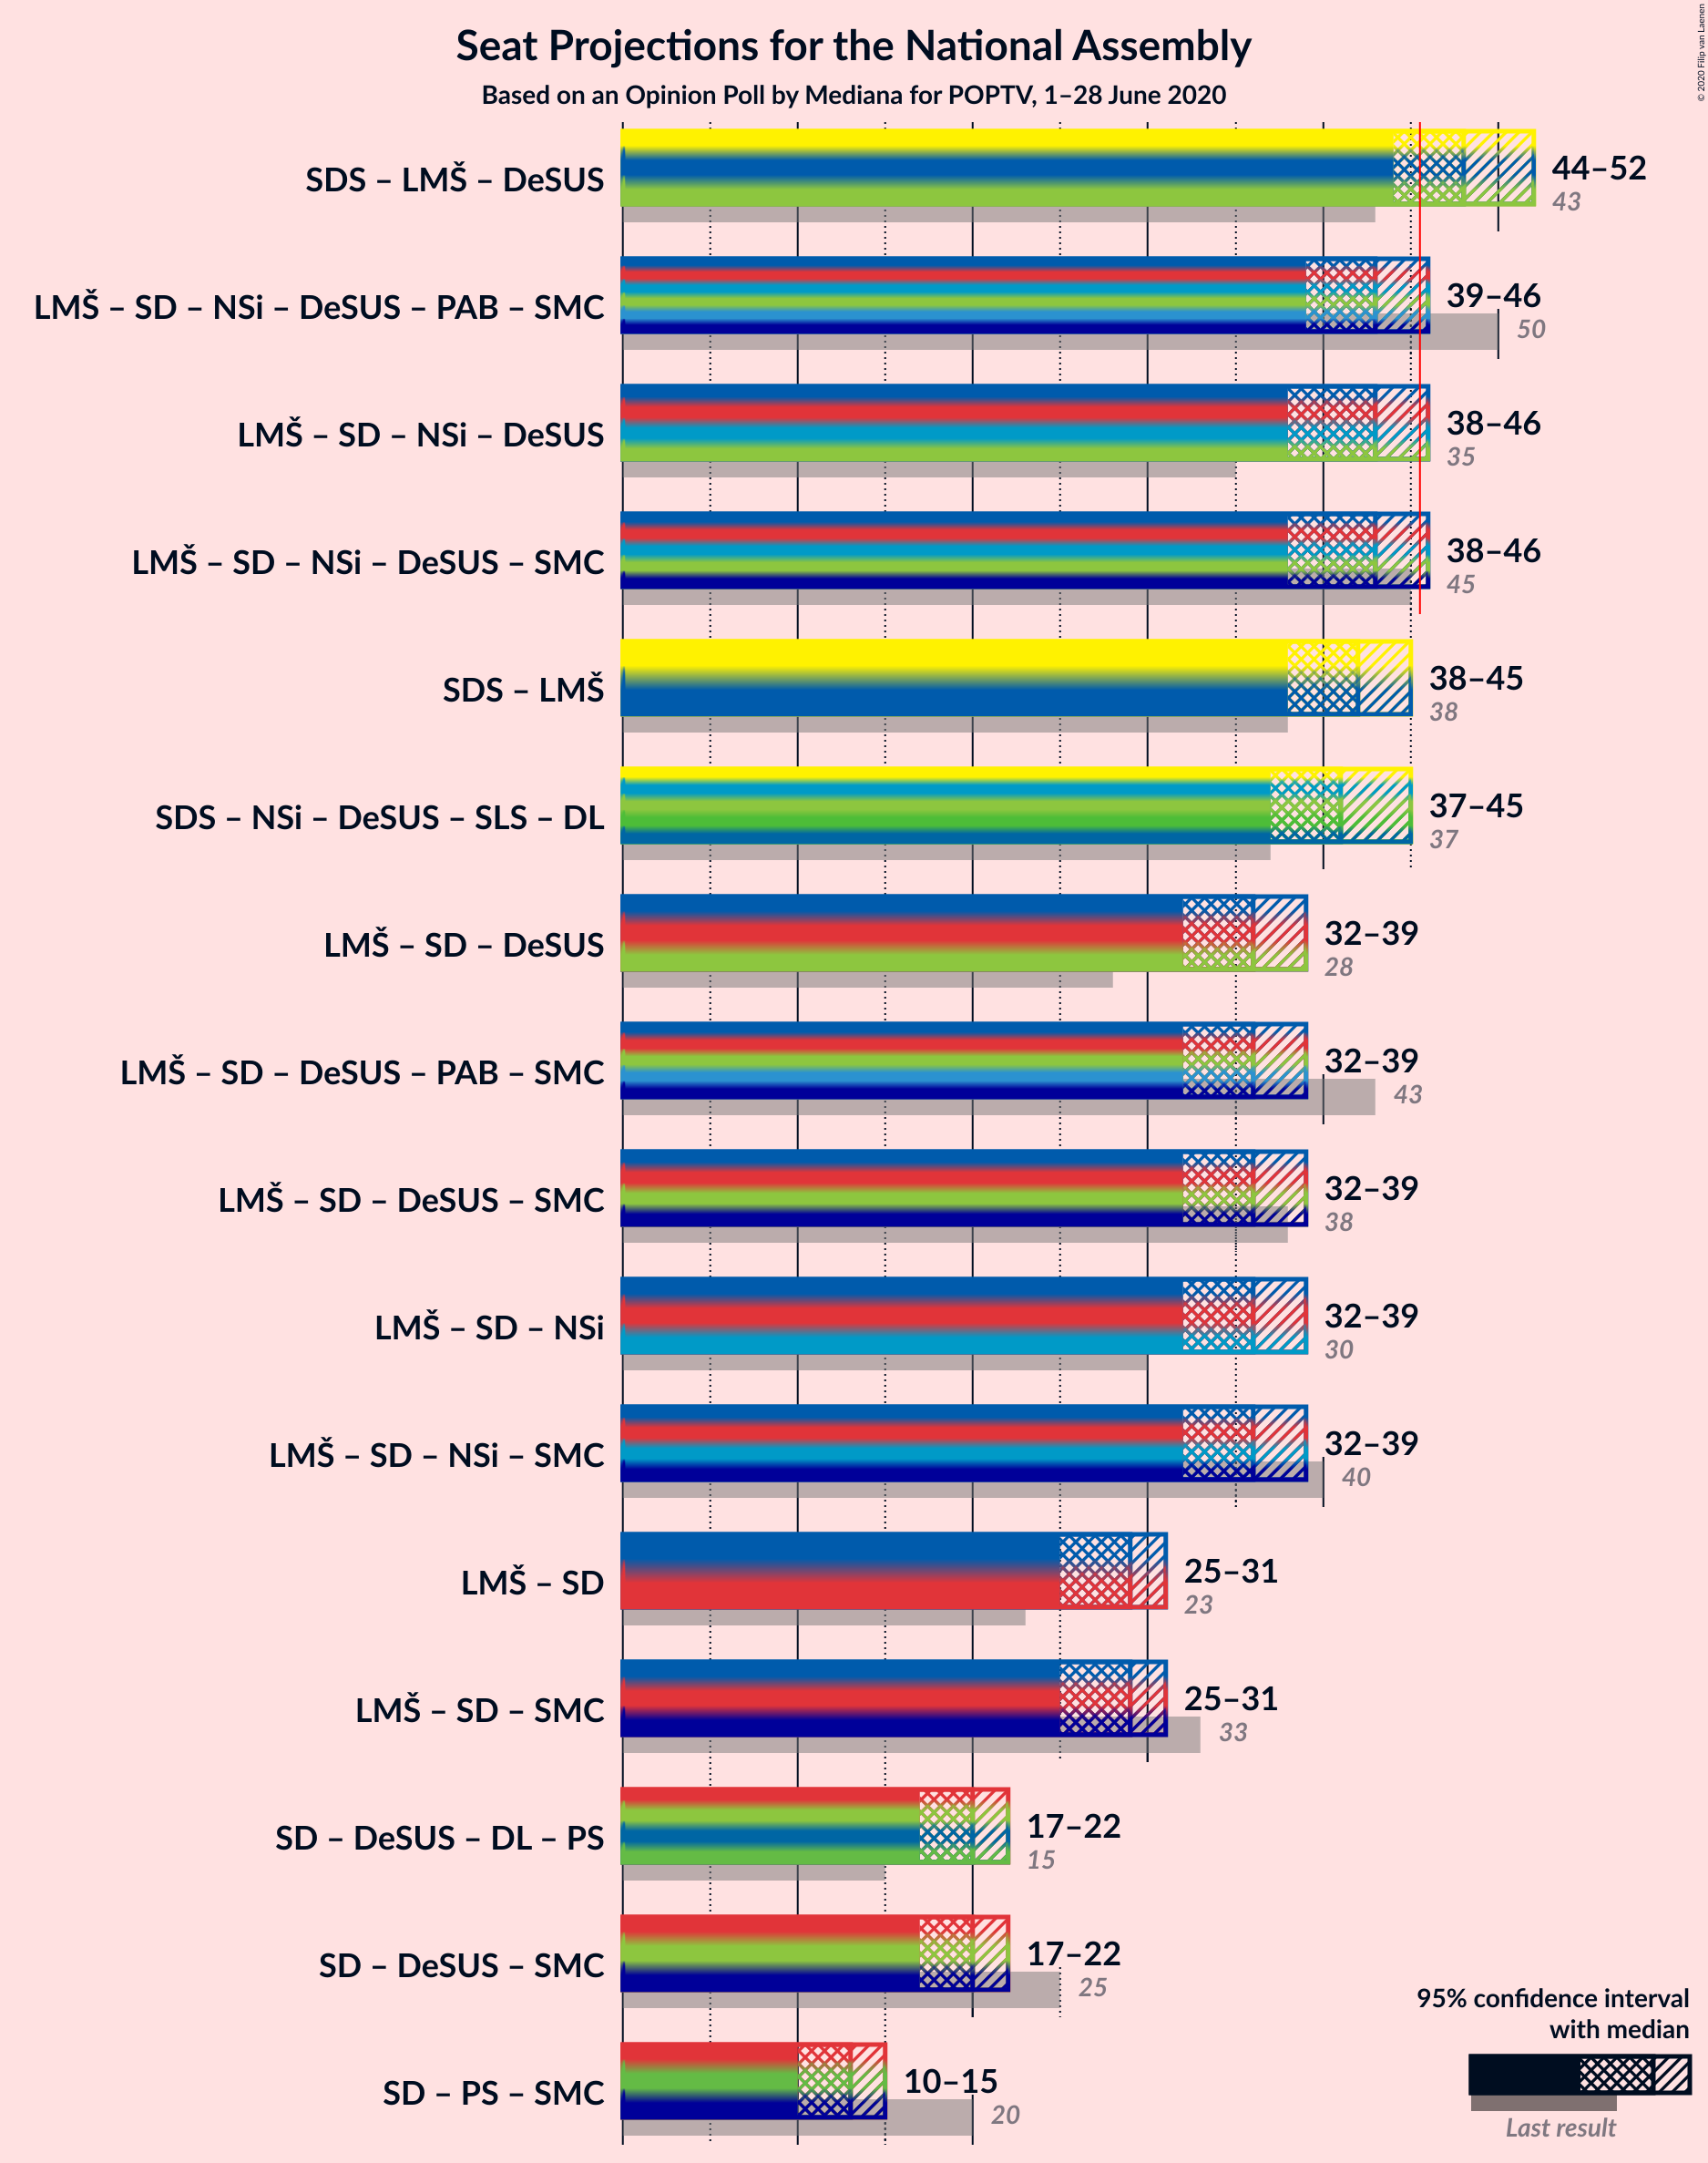 Seat Projections for the National Assembly
Based on an Opinion Poll by Mediana for POPTV, 1–28 June 2020
© 2020 Filip van Laenen
SDS – LMŠ – DeSUS
44–52
43
LMŠ – SD – NSi – DeSUS – PAB – SMC
39–46
50
LMŠ – SD – NSi – DeSUS
38–46
35
LMŠ – SD – NSi – DeSUS – SMC
38–46
45
SDS – LMŠ
38–45
38
SDS – NSi – DeSUS – SLS – DL
37–45
37
LMŠ – SD – DeSUS
32–39
28
LMŠ – SD – DeSUS – PAB – SMC
32–39
43
LMŠ – SD – DeSUS – SMC
32–39
38
LMŠ – SD – NSi
32–39
30
LMŠ – SD – NSi – SMC
32–39
40
LMŠ – SD
25–31
23
LMŠ – SD – SMC
25–31
33
SD – DeSUS – DL – PS
17–22
15
SD – DeSUS – SMC
17–22
25
SD – PS – SMC
10–15
20
95% confidence interval
with median
Last result